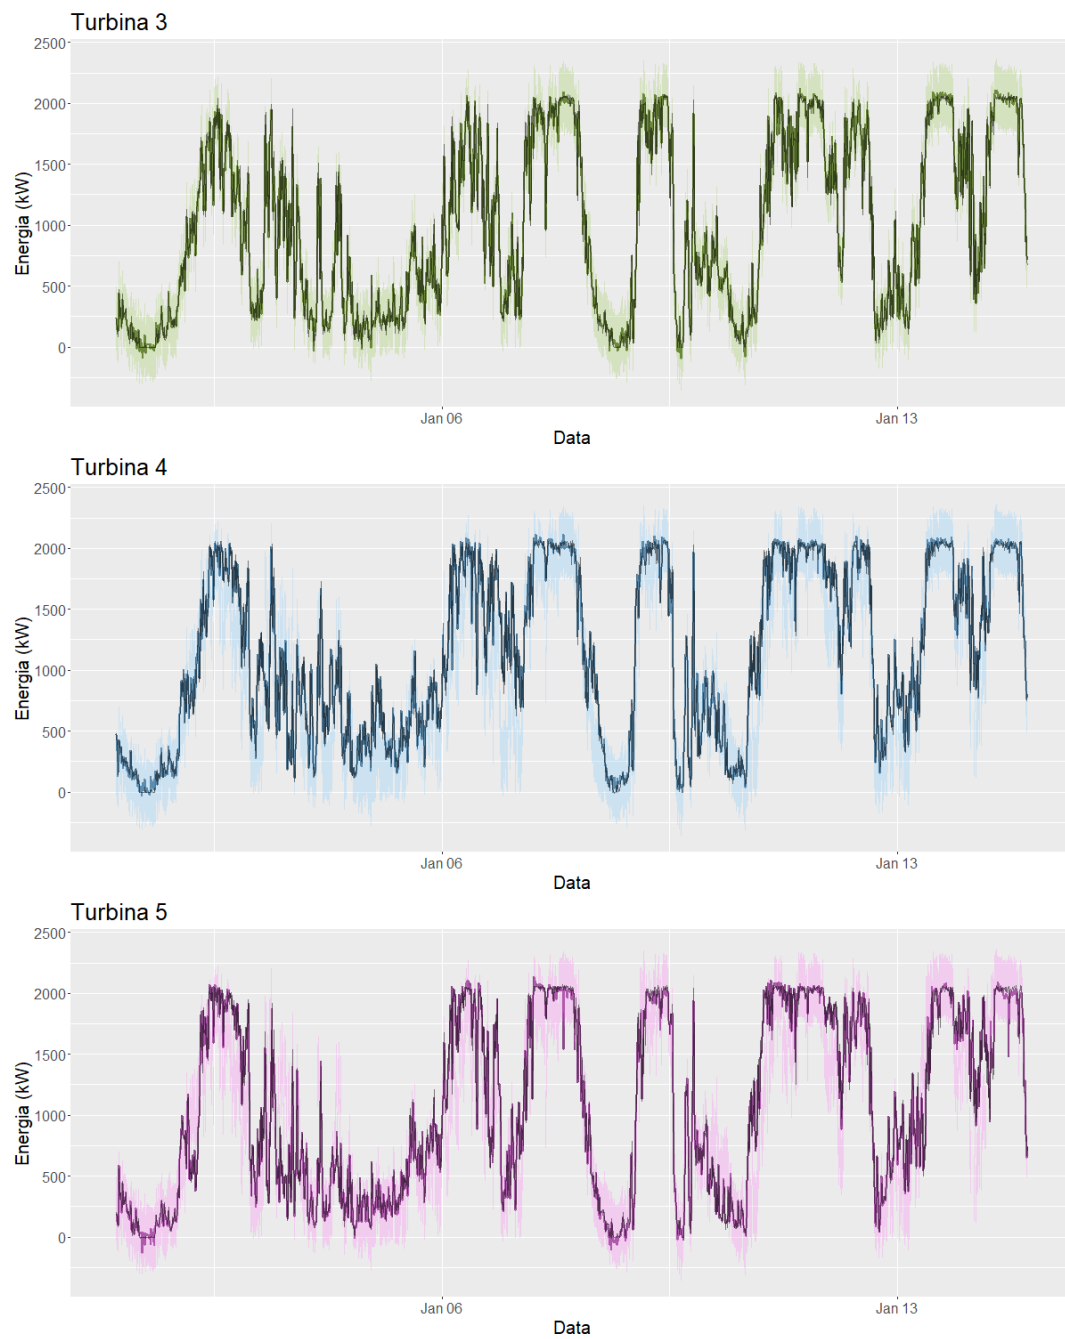 Turbina 3
2500
2000
1500
1000
500
0
Energia (kW)
Jan 06
Jan 13
Data
Turbina 4
2500
2000
1500
1000
500
0
Energia (kW)
Jan 06
Jan 13
Data
Turbina 5
2500
2000
1500
1000
500
0
Energia (kW)
Jan 06
Jan 13
Data